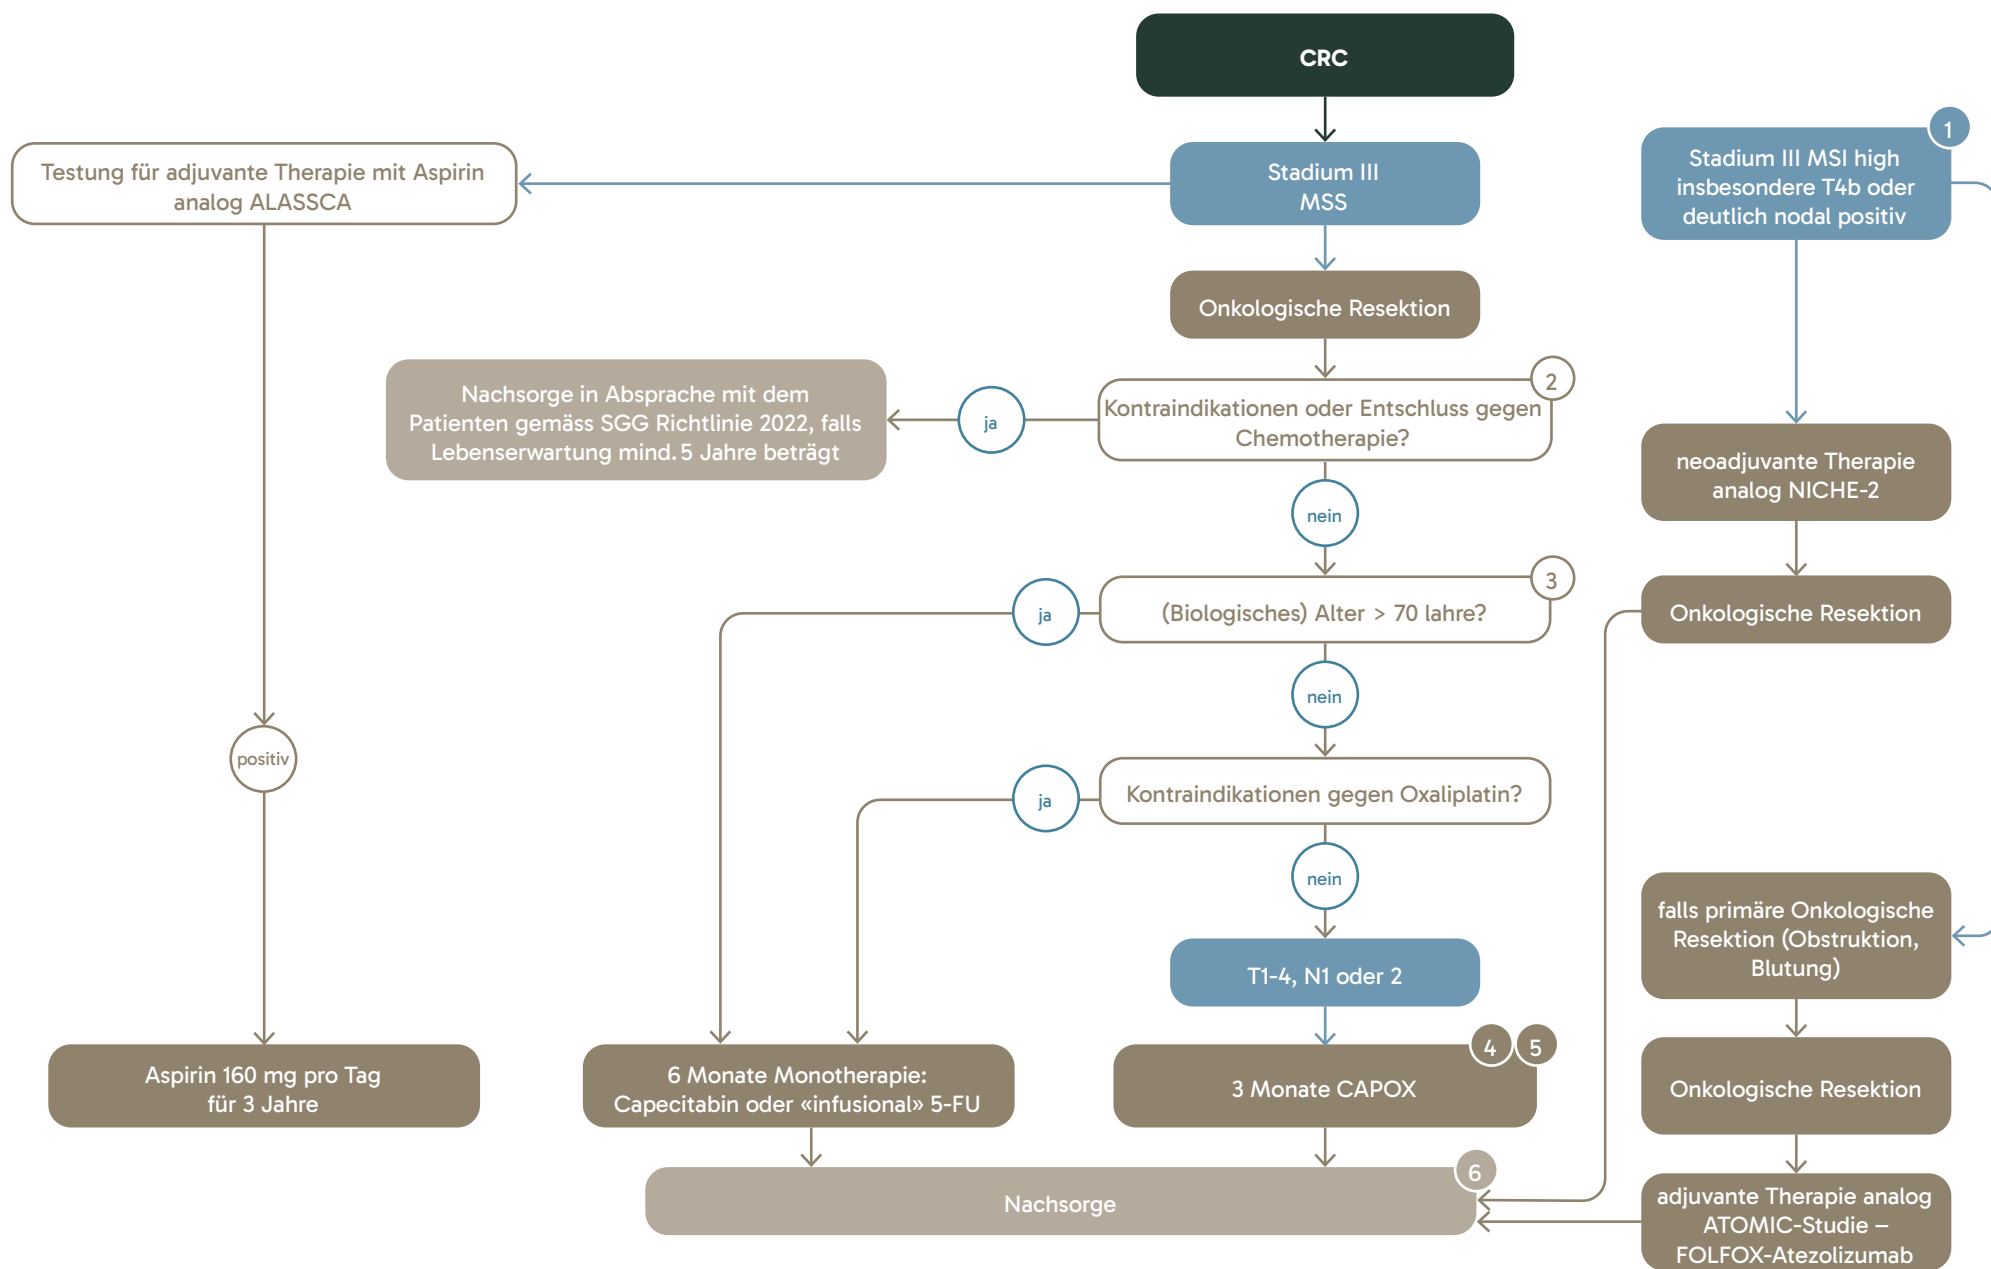 CRC
1
Stadium III MSI high
insbesondere T4b oder
deutlich nodal positiv
Testung für adjuvante Therapie mit Aspirin
analog ALASSCA
Stadium III
MSS
Onkologische Resektion
2
Nachsorge in Absprache mit dem
Patienten gemäss SGG Richtlinie 2022, falls
Lebenserwartung mind. 5 Jahre beträgt
ja
Kontraindikationen oder Entschluss gegen
Chemotherapie?
neoadjuvante Therapie
analog NICHE-2
nein
3
ja
(Biologisches) Alter > 70 lahre?
Onkologische Resektion
nein
positiv
ja
Kontraindikationen gegen Oxaliplatin?
nein
falls primäre Onkologische
Resektion (Obstruktion,
Blutung)
T1-4, N1 oder 2
4
5
Aspirin 160 mg pro Tag
für 3 Jahre
6 Monate Monotherapie:
Capecitabin oder «infusional» 5-FU
3 Monate CAPOX
Onkologische Resektion
6
Nachsorge
adjuvante Therapie analog
ATOMIC-Studie –
FOLFOX-Atezolizumab